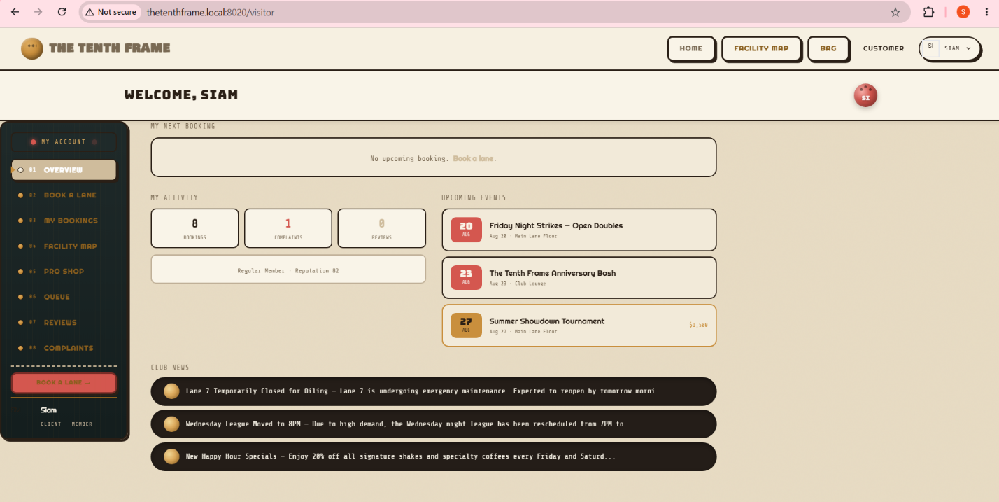 Not secure
thetentframe.local:8020/visitor
S
THE TENTH FRAME
HOME
FACILITY MAP
BAG
CUSTOMER
SI
SIAM
WELCOME, SIAM
SI
MY ACCOUNT
01 OVERVIEW
02 BOOK A LANE
03 MY BOOKINGS
04 FACILITY MAP
05 PRO SHOP
06 QUEUE
07 REVIEWS
08 COMPLAINTS
BOOK A LANE →
Siam
CLIENT · MEMBER
MY NEXT BOOKING
No upcoming booking. Book a lane.
MY ACTIVITY
8
BOOKINGS
1
COMPLAINTS
0
REVIEWS
Regular Member · Reputation 82
UPCOMING EVENTS
20
AUG
Friday Night Strikes — Open Doubles
Aug 20 · Main Lane Floor
23
AUG
The Tenth Frame Anniversary Bash
Aug 23 · Club Lounge
27
AUG
Summer Showdown Tournament
Aug 27 · Main Lane Floor
$1,500
CLUB NEWS
Lane 7 Temporarily Closed for Oiling — Lane 7 is undergoing emergency maintenance. Expected to reopen by tomorrow morni...
Wednesday League Moved to 8PM — Due to high demand, the Wednesday night league has been rescheduled from 7PM to...
New Happy Hour Specials — Enjoy 20% off all signature shakes and specialty coffees every Friday and Saturd...